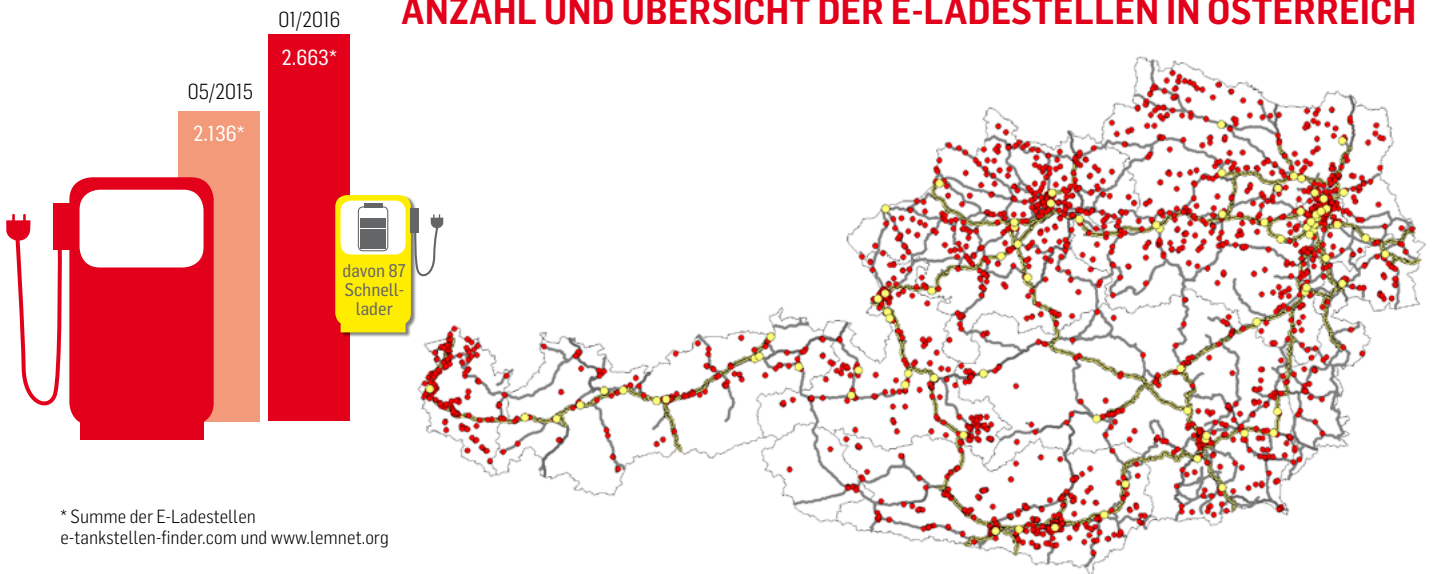 ANZAHL UND ÜBERSICHT DER E-LADESTELLEN IN ÖSTERREICH
01/2016
2.663*
05/2015
2.136*
davon 87
Schnell-
lader
* Summe der E-Ladestellen
e-tankstellen-finder.com und www.lemnet.org